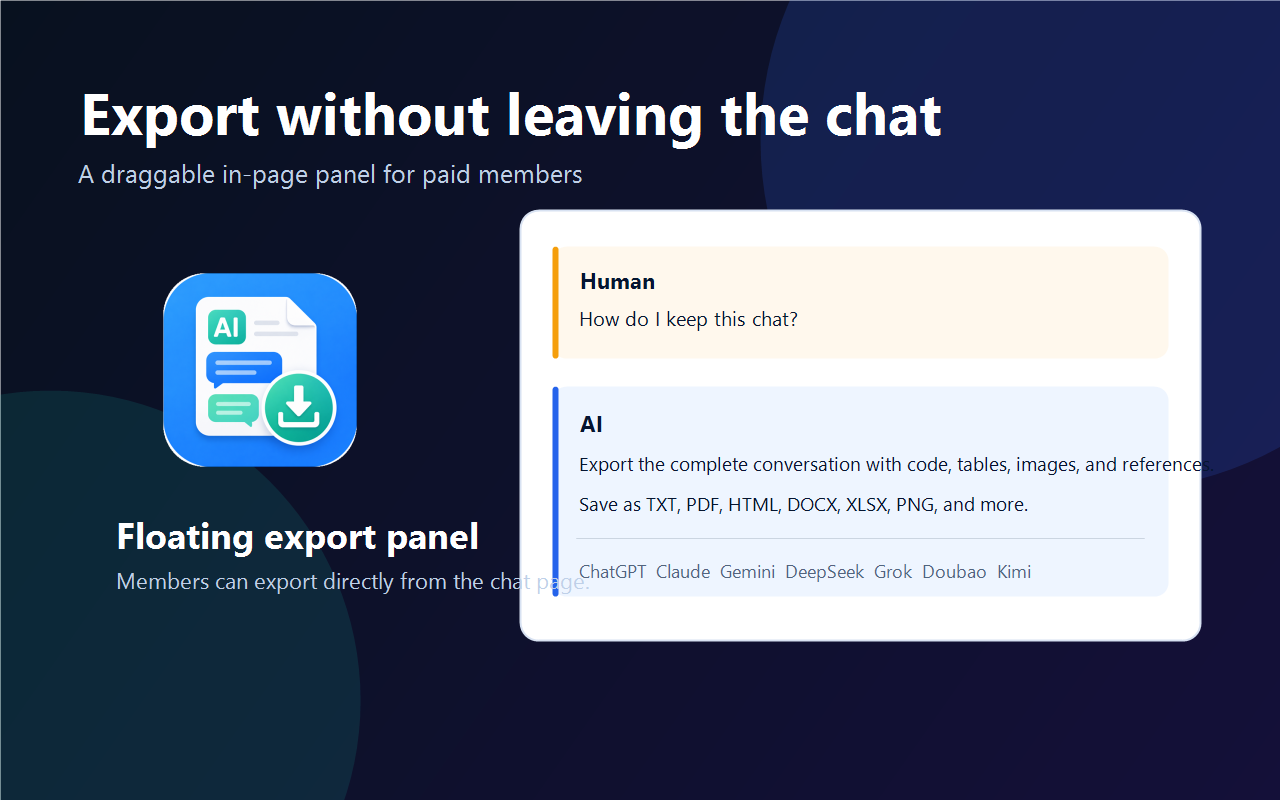 Export without leaving the chat
A draggable in-page panel for paid members
AI
Floating export panel
Members can export directly from the chat page.
Human
How do I keep this chat?
AI
Export the complete conversation with code, tables, images, and references.
Save as TXT, PDF, HTML, DOCX, XLSX, PNG, and more.
ChatGPT Claude Gemini DeepSeek Grok Doubao Kimi